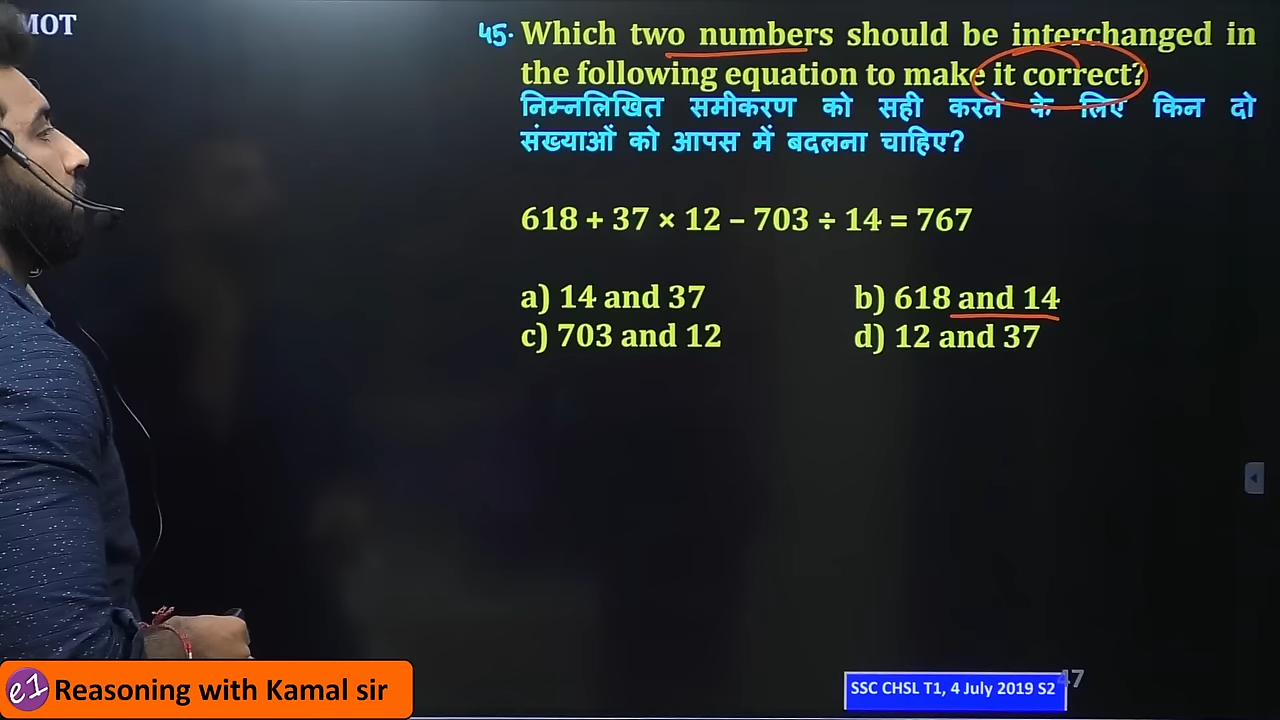 MOT
45. Which two numbers should be interchanged in
the following equation to make it correct?
निम्नलिखित समीकरण को सही करने के लिए किन दो
संख्याओं को आपस में बदलना चाहिए?
618 + 37 × 12 – 703 ÷ 14 = 767
a) 14 and 37 b) 618 and 14
c) 703 and 12 d) 12 and 37
e1 Reasoning with Kamal sir
SSC CHSL T1, 4 July 2019 S2
47